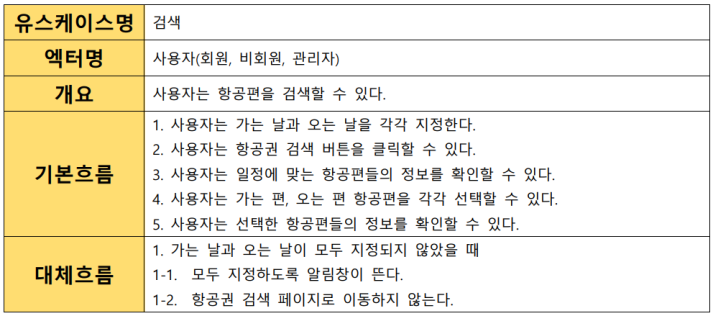 유스케이스명 검색
엑터명 사용자(회원, 비회원, 관리자)
개요 사용자는 항공편을 검색할 수 있다.
기본흐름
1. 사용자는 가는 날과 오는 날을 각각 지정한다.
2. 사용자는 항공권 검색 버튼을 클릭할 수 있다.
3. 사용자는 일정에 맞는 항공편들의 정보를 확인할 수 있다.
4. 사용자는 가는 편, 오는 편 항공편을 각각 선택할 수 있다.
5. 사용자는 선택한 항공편들의 정보를 확인할 수 있다.
대체흐름
1. 가는 날과 오는 날이 모두 지정되지 않았을 때
1-1. 모두 지정하도록 알림창이 뜬다.
1-2. 항공권 검색 페이지로 이동하지 않는다.